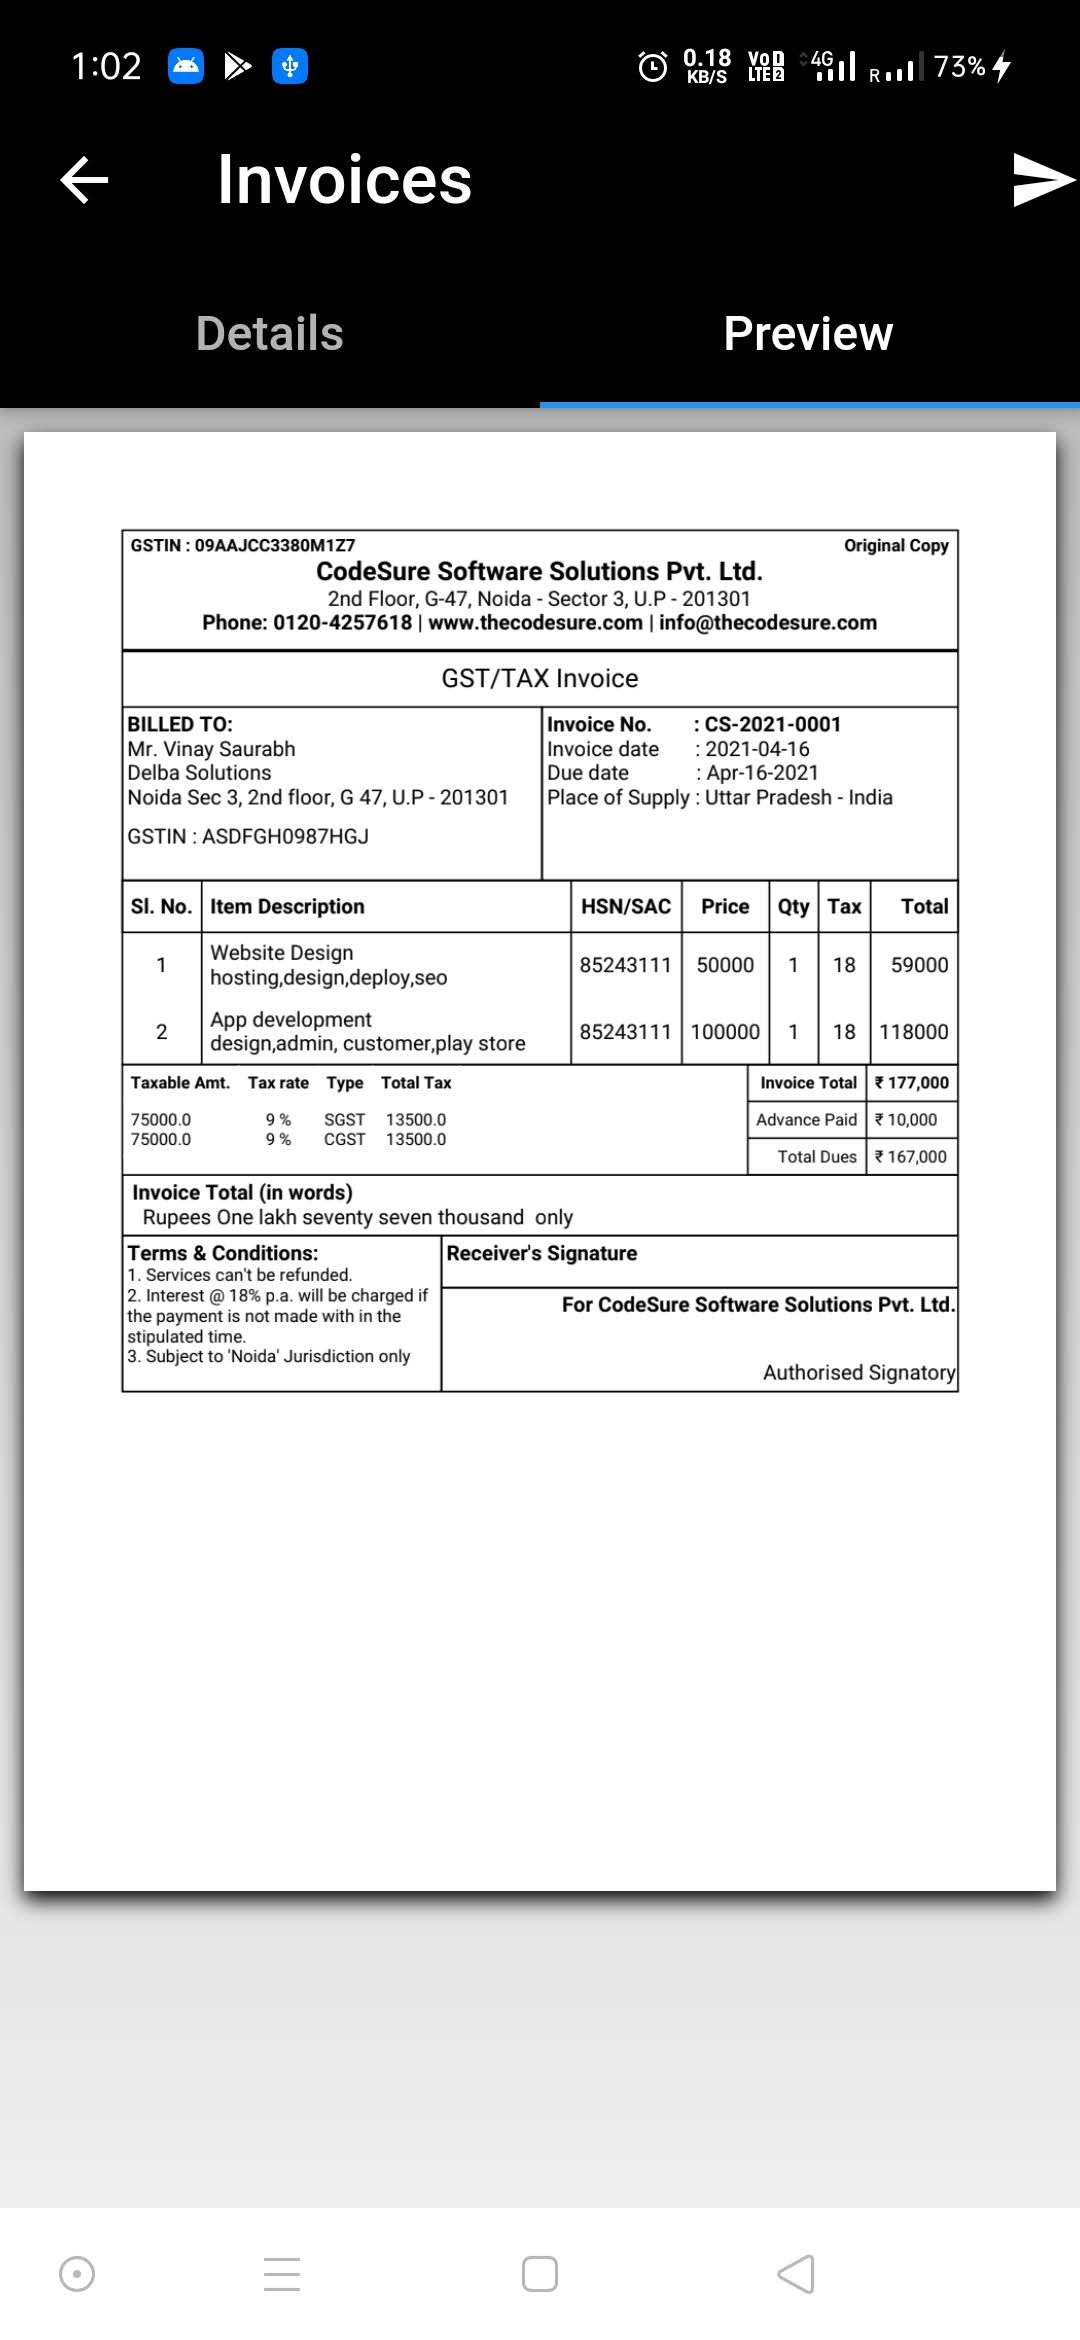 1:02 0.18 KB/S VoD LTE2 4G R 73%
Invoices
Details Preview
GSTIN : 09AAJCC3380M1Z7 Original Copy
CodeSure Software Solutions Pvt. Ltd.
2nd Floor, G-47, Noida - Sector 3, U.P - 201301
Phone: 0120-4257618 | www.thecodesure.com | info@thecodesure.com
GST/TAX Invoice
BILLED TO:
Mr. Vinay Saurabh
Delba Solutions
Noida Sec 3, 2nd floor, G 47, U.P - 201301
GSTIN : ASDFGH0987HGJ
Invoice No. : CS-2021-0001
Invoice date : 2021-04-16
Due date : Apr-16-2021
Place of Supply : Uttar Pradesh - India
Sl. No. Item Description HSN/SAC Price Qty Tax Total
1 Website Design 85243111 50000 1 18 59000
hosting,design,deploy,seo
2 App development 85243111 100000 1 18 118000
design,admin, customer,play store
Taxable Amt. Tax rate Type Total Tax
75000.0 9 % SGST 13500.0
75000.0 9 % CGST 13500.0
Invoice Total ₹ 177,000
Advance Paid ₹ 10,000
Total Dues ₹ 167,000
Invoice Total (in words)
Rupees One lakh seventy seven thousand only
Terms & Conditions:
1. Services can't be refunded.
2. Interest @ 18% p.a. will be charged if
the payment is not made with in the
stipulated time.
3. Subject to 'Noida' Jurisdiction only
Receiver's Signature
For CodeSure Software Solutions Pvt. Ltd.
Authorised Signatory